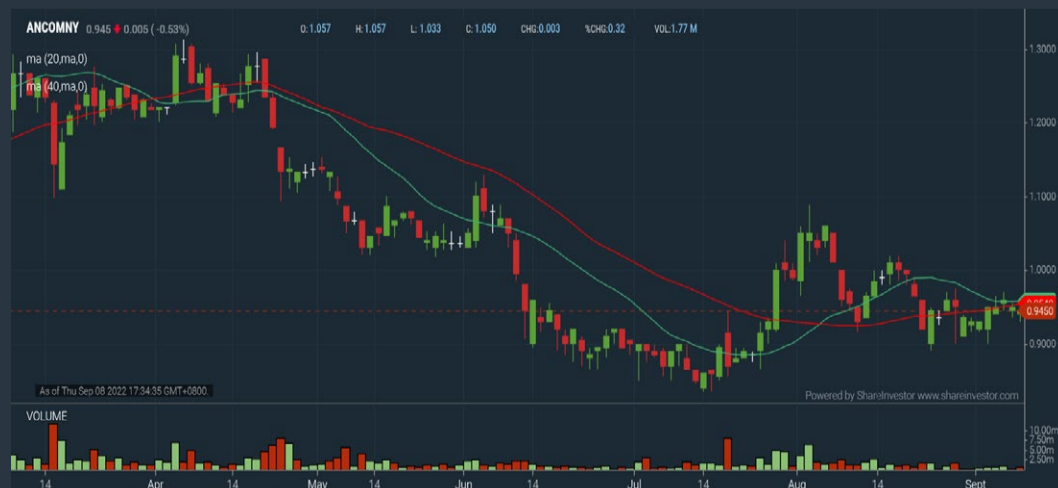 ANCOMNY 0.945 0.005 ( -0.53%) O: 1.057 H: 1.057 L: 1.033 C: 1.050 CHG:0.003 %CHG:0.32 VOL:1.77 M
ma (20,ma,0)
ma (40,ma,0)
1.3000
1.2000
1.1000
1.0000
0.9450
0.9000
As of Thu Sep 08 2022 17:34:35 GMT+0800.
Powered by ShareInvestor www.shareinvestor.com
VOLUME
10.00m
7.50m
5.00m
2.50m
14 Apr 14 May 14 Jun 14 Jul 14 Aug 14 Sept